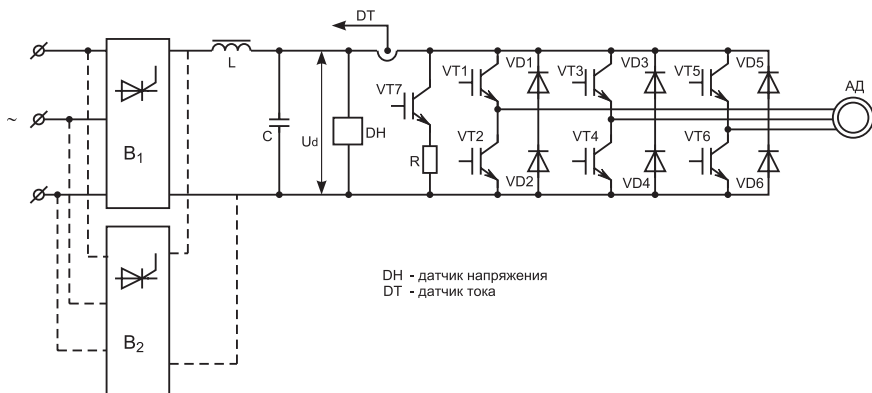 DT
L
VT7
VT1
VD1
VT3
VD3
VT5
VD5
АД
~
B1
C
Ud
DH
R
VT2
VD2
VT4
VD4
VT6
VD6
B2
DH - датчик напряжения
DT - датчик тока